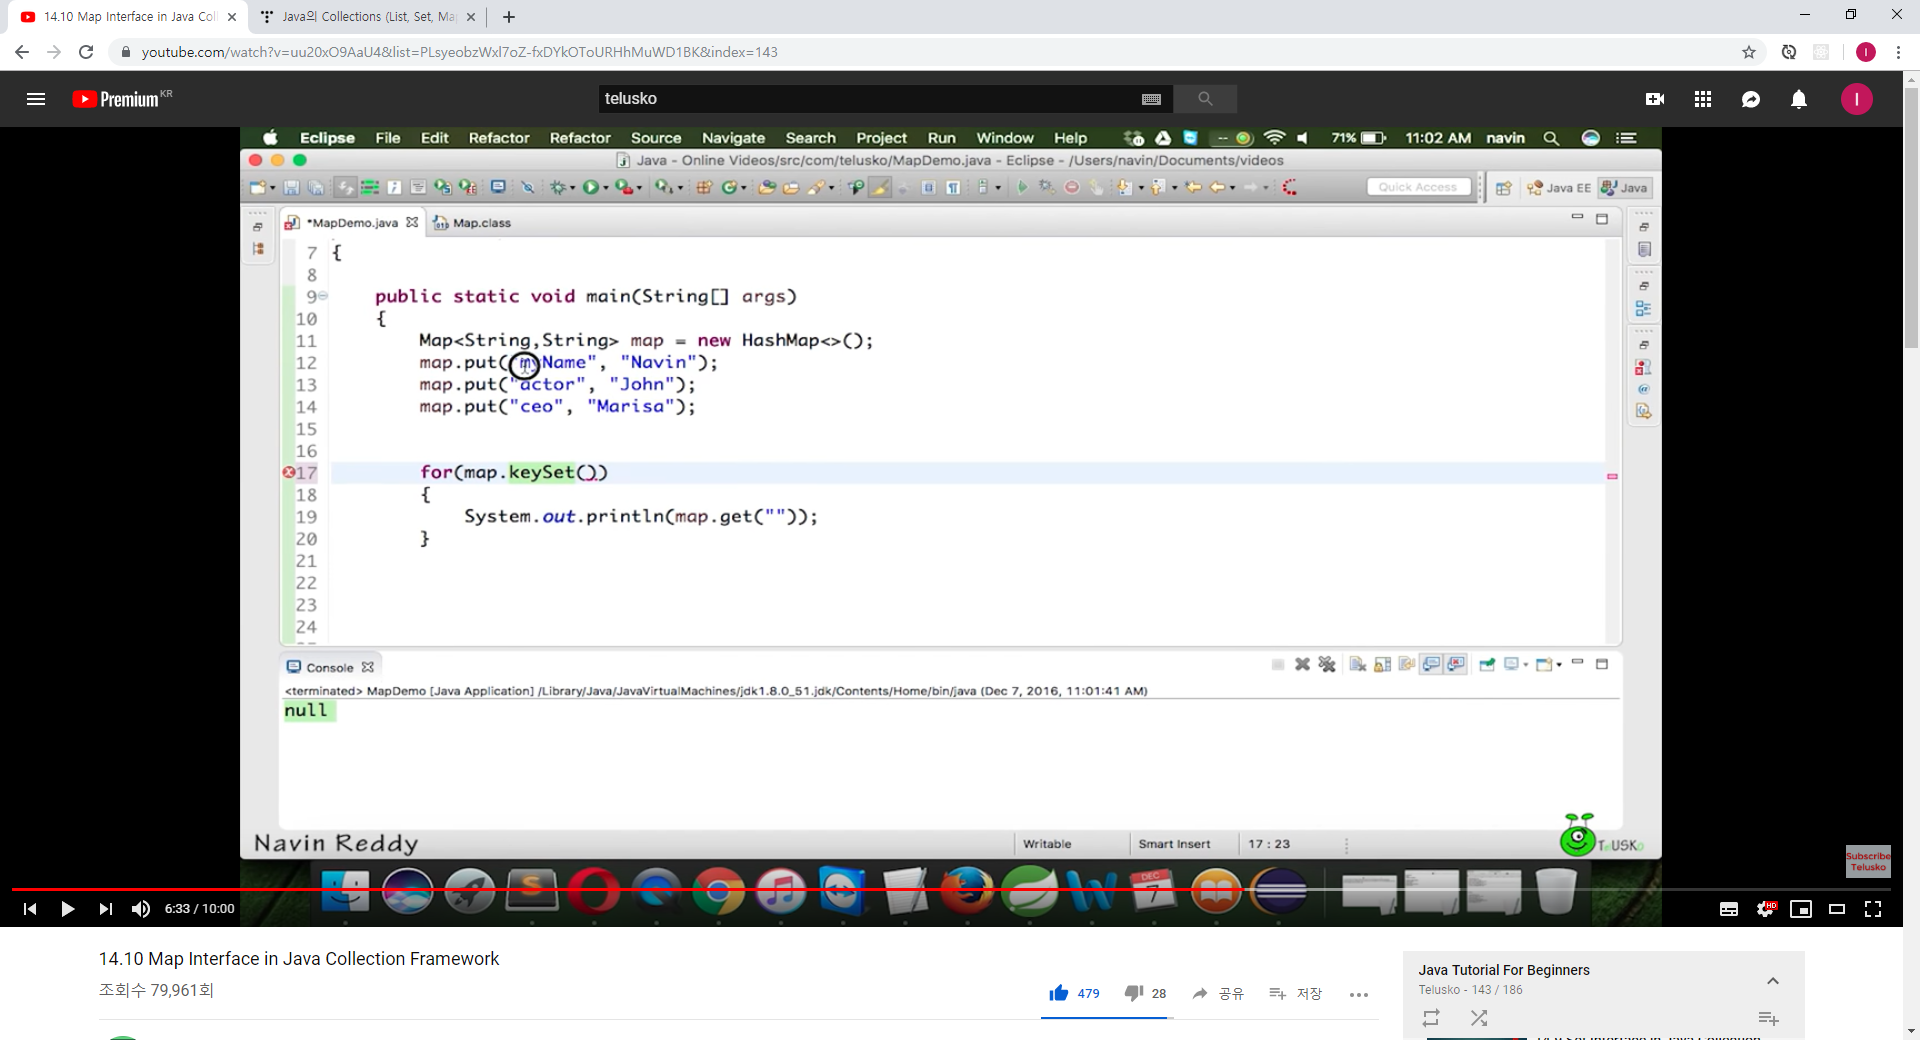 14.10 Map Interface in Java Coll
Java의 Collections (List, Set, Ma
youtube.com/watch?v=uu20xO9AaU4&list=PLsyeobzWxl7oZ-fxDYkOToURHhMuWD1BK&index=143
Premium KR
telusko
Eclipse File Edit Refactor Refactor Source Navigate Search Project Run Window Help 71% 11:02 AM navin
Java - Online Videos/src/com/telusko/MapDemo.java - Eclipse - /Users/navin/Documents/videos
Quick Access Java EE Java
*MapDemo.java Map.class
7 {
8
9 public static void main(String[] args)
10 {
11 Map<String,String> map = new HashMap<>();
12 map.put("myName", "Navin");
13 map.put("actor", "John");
14 map.put("ceo", "Marisa");
15
16
17 for(map.keySet())
18 {
19 System.out.println(map.get(""));
20 }
21
22
23
24
Console
<terminated> MapDemo [Java Application] /Library/Java/JavaVirtualMachines/jdk1.8.0_51.jdk/Contents/Home/bin/java (Dec 7, 2016, 11:01:41 AM)
null
Navin Reddy Writable Smart Insert 17 : 23 TelUSKO
DEC
7
Subscribe
Telusko
6:33 / 10:00
HD
14.10 Map Interface in Java Collection Framework
조회수 79,961회
479 28 공유 저장
Java Tutorial For Beginners
Telusko - 143 / 186